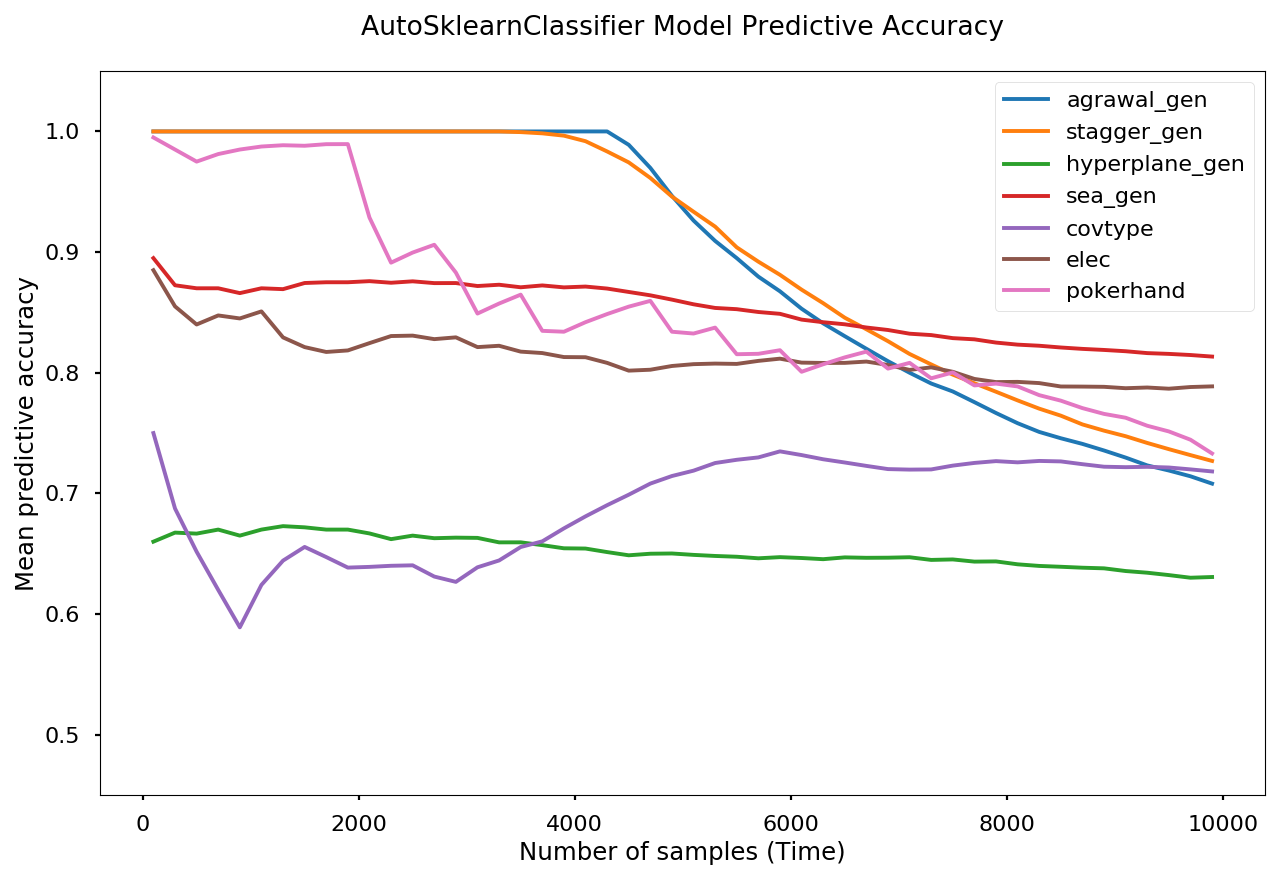 AutoSklearnClassifier Model Predictive Accuracy
agrawal_gen
stagger_gen
hyperplane_gen
sea_gen
covtype
elec
pokerhand
Mean predictive accuracy
1.0
0.9
0.8
0.7
0.6
0.5
0 2000 4000 6000 8000 10000
Number of samples (Time)